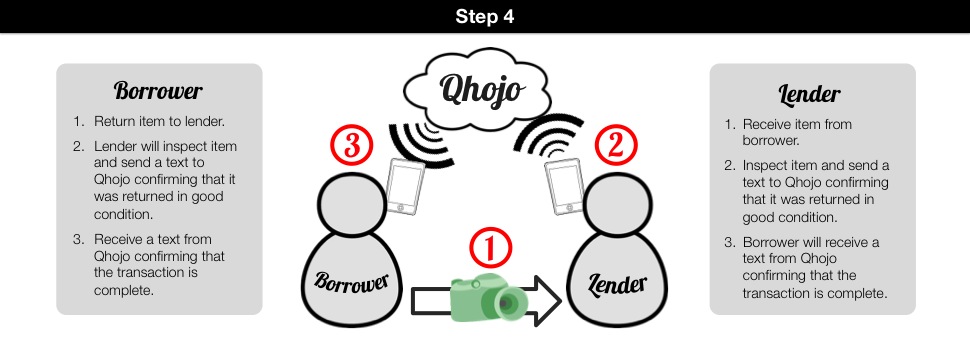 Step 4
Borrower
1. Return item to lender.
2. Lender will inspect item
and send a text to
Qhojo confirming that it
was returned in good
condition.
3. Receive a text from
Qhojo confirming that
the transaction is
complete.
Qhojo
3
2
1
Borrower
Lender
Lender
1. Receive item from
borrower.
2. Inspect item and send a
text to Qhojo confirming
that it was returned in
good condition.
3. Borrower will receive a
text from Qhojo
confirming that the
transaction is complete.